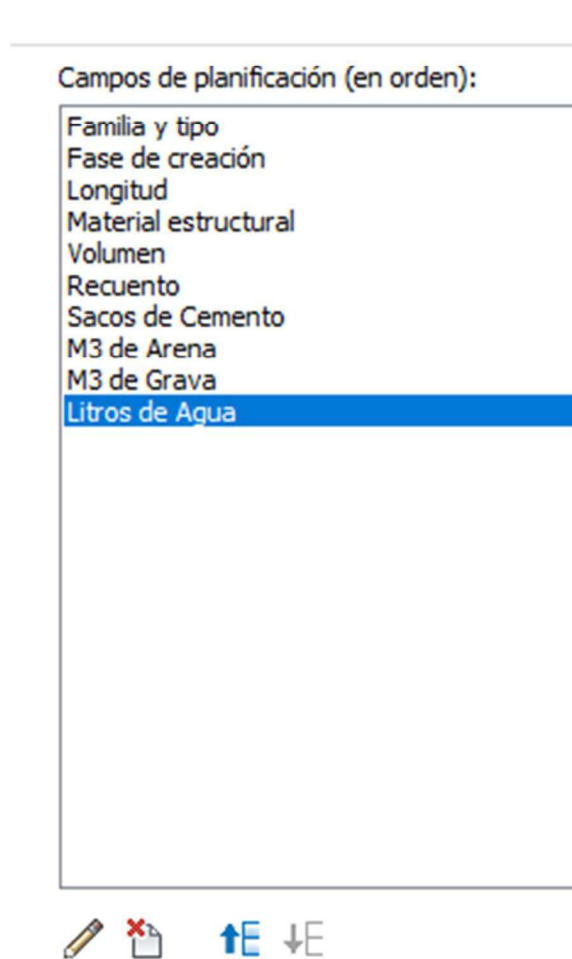 Campos de planificación (en orden):
Familia y tipo
Fase de creación
Longitud
Material estructural
Volumen
Recuento
Sacos de Cemento
M3 de Arena
M3 de Grava
Litros de Agua